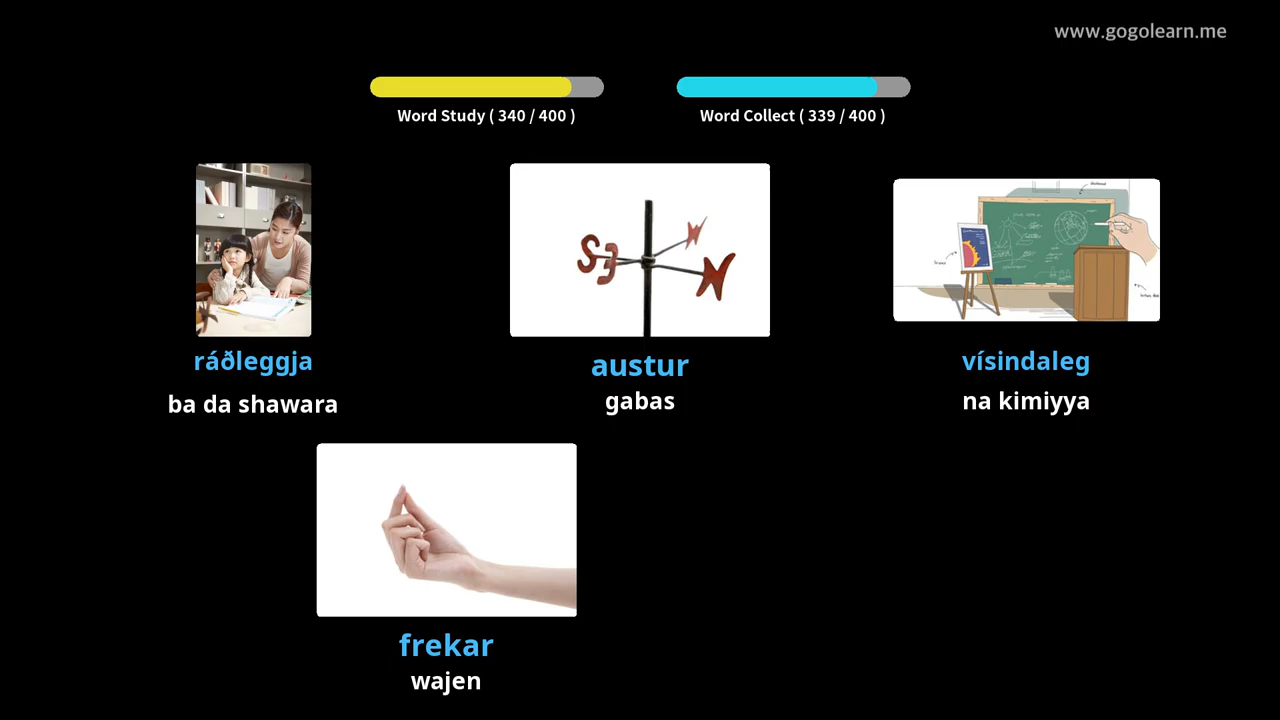 www.gogolearn.me
Word Study ( 340 / 400 )
Word Collect ( 339 / 400 )
ráðleggja
austur
vísindaleg
ba da shawara
gabas
na kimiyya
frekar
wajen